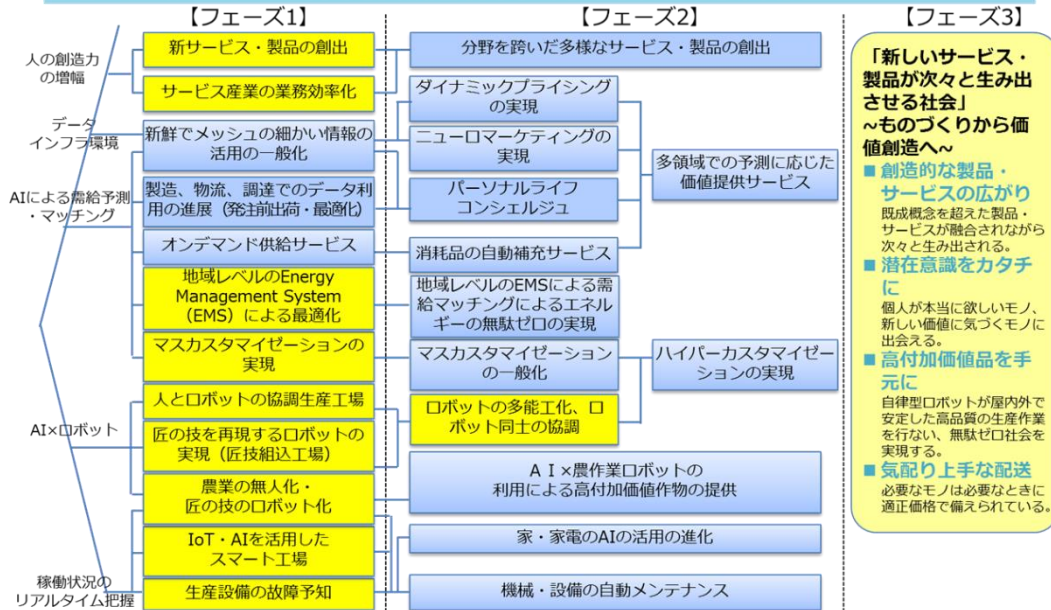 【フェーズ1】
【フェーズ2】
【フェーズ3】
人の創造力
の増幅
データ
インフラ環境
AIによる需給予測
・マッチング
AI×ロボット
稼働状況の
リアルタイム把握
新サービス・製品の創出
サービス産業の業務効率化
新鮮でメッシュの細かい情報の
活用の一般化
製造、物流、調達でのデータ利
用の進展（発注前出荷・最適化）
オンデマンド供給サービス
地域レベルのEnergy
Management System
（EMS）による最適化
マスカスタマイゼーションの
実現
人とロボットの協調生産工場
匠の技を再現するロボットの
実現（匠技組込工場）
農業の無人化・
匠の技のロボット化
IoT・AIを活用した
スマート工場
生産設備の故障予知
分野を跨いだ多様なサービス・製品の創出
ダイナミックプライシング
の実現
ニューロマーケティングの
実現
パーソナルライフ
コンシェルジュ
消耗品の自動補充サービス
地域レベルのEMSによる需
給マッチングによるエネル
ギーの無駄ゼロの実現
マスカスタマイゼーション
の一般化
ロボットの多能工化、ロ
ボット同士の協調
ＡＩ×農作業ロボットの
利用による高付加価値作物の提供
家・家電のAIの活用の進化
機械・設備の自動メンテナンス
多領域での予測に応じた
価値提供サービス
ハイパーカスタマイゼー
ションの実現
「新しいサービス・
製品が次々と生み出
させる社会」
~ものづくりから価
値創造へ~
■ 創造的な製品・
サービスの広がり
既成概念を超えた製品・
サービスが融合されながら
次々と生み出される。
■ 潜在意識をカタチ
に
個人が本当に欲しいモノ、
新しい価値に気づくモノに
出会える。
■ 高付加価値品を手
元に
自律型ロボットが屋内外で
安定した高品質の生産作業
を行ない、無駄ゼロ社会を
実現する。
■ 気配り上手な配送
必要なモノは必要なときに
適正価格で備えられている。